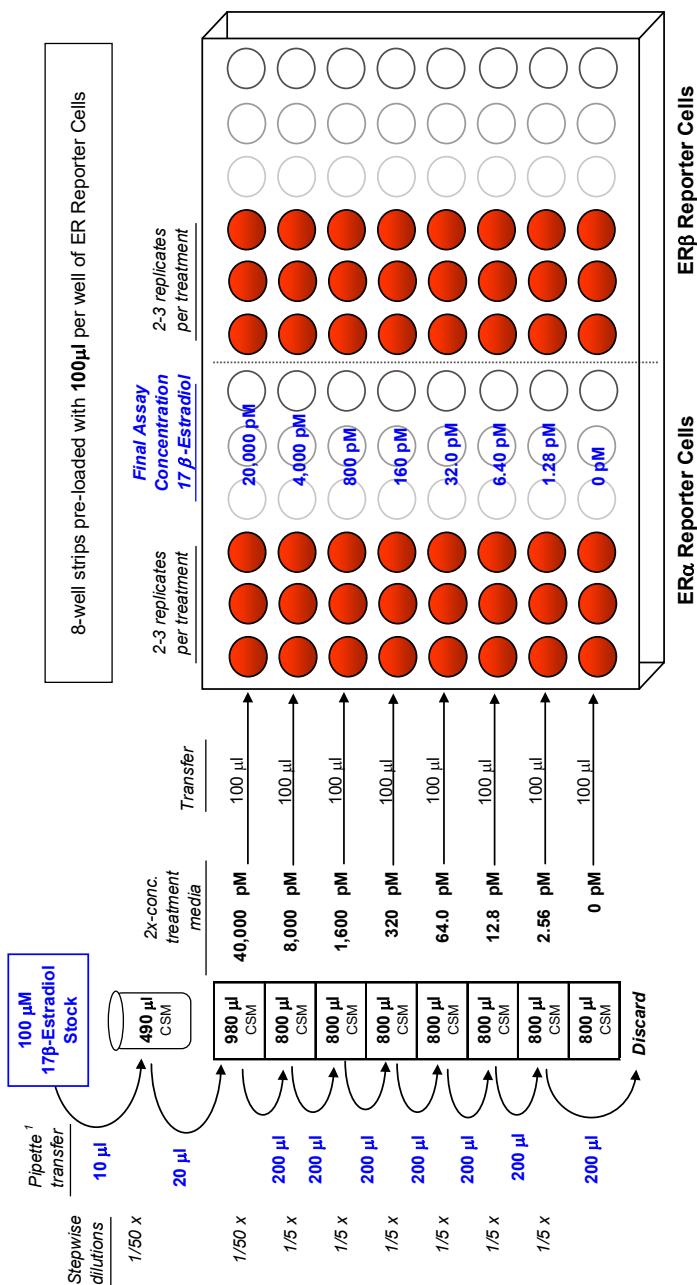 8-well strips pre-loaded with 100µl per well of ER Reporter Cells
Stepwise
dilutions
1/50 x
1/50 x
1/5 x
1/5 x
1/5 x
1/5 x
1/5 x
1/5 x
Pipette 1
transfer
10 µl
20 µl
200 µl
200 µl
200 µl
200 µl
200 µl
200 µl
200 µl
100 µM
17β-Estradiol
Stock
490 µl
CSM
980 µl
CSM
800 µl
CSM
800 µl
CSM
800 µl
CSM
800 µl
CSM
800 µl
CSM
800 µl
CSM
800 µl
CSM
Discard
2x-conc.
treatment
media
40,000 pM
8,000 pM
1,600 pM
320 pM
64.0 pM
12.8 pM
2.56 pM
0 pM
Transfer
100 µl
100 µl
100 µl
100 µl
100 µl
100 µl
100 µl
100 µl
2-3 replicates
per treatment
Final Assay
Concentration
17β-Estradiol
20,000 pM
4,000 pM
800 pM
160 pM
32.0 pM
6.40 pM
1.28 pM
0 pM
2-3 replicates
per treatment
ERα Reporter Cells
ERβ Reporter Cells